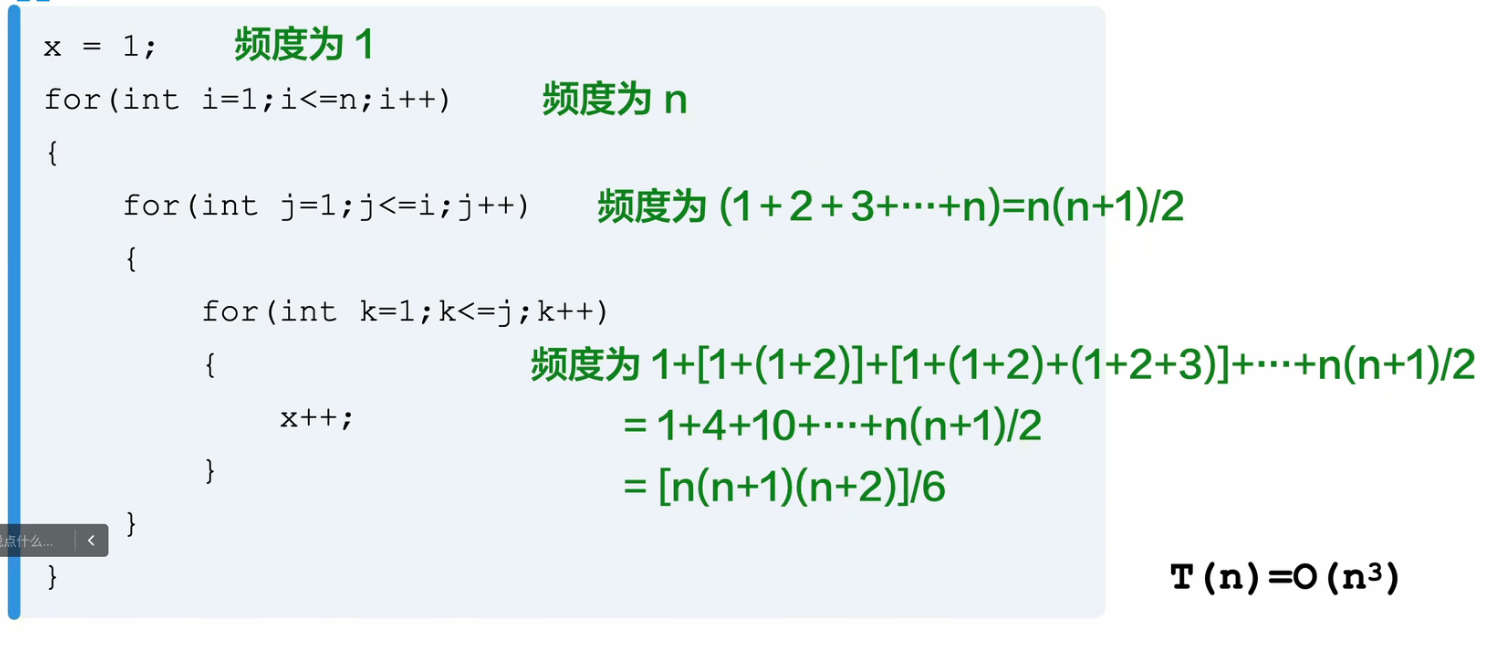 x = 1; 频度为 1
for(int i=1;i<=n;i++) 频度为 n
{
for(int j=1;j<=i;j++) 频度为 (1+2+3+⋯+n)=n(n+1)/2
{
for(int k=1;k<=j;k++)
{ 频度为 1+[1+(1+2)]+[1+(1+2)+(1+2+3)]+⋯+n(n+1)/2
x++; = 1+4+10+⋯+n(n+1)/2
}
= [n(n+1)(n+2)]/6
}
点什么...
}
T(n)=O(n³)